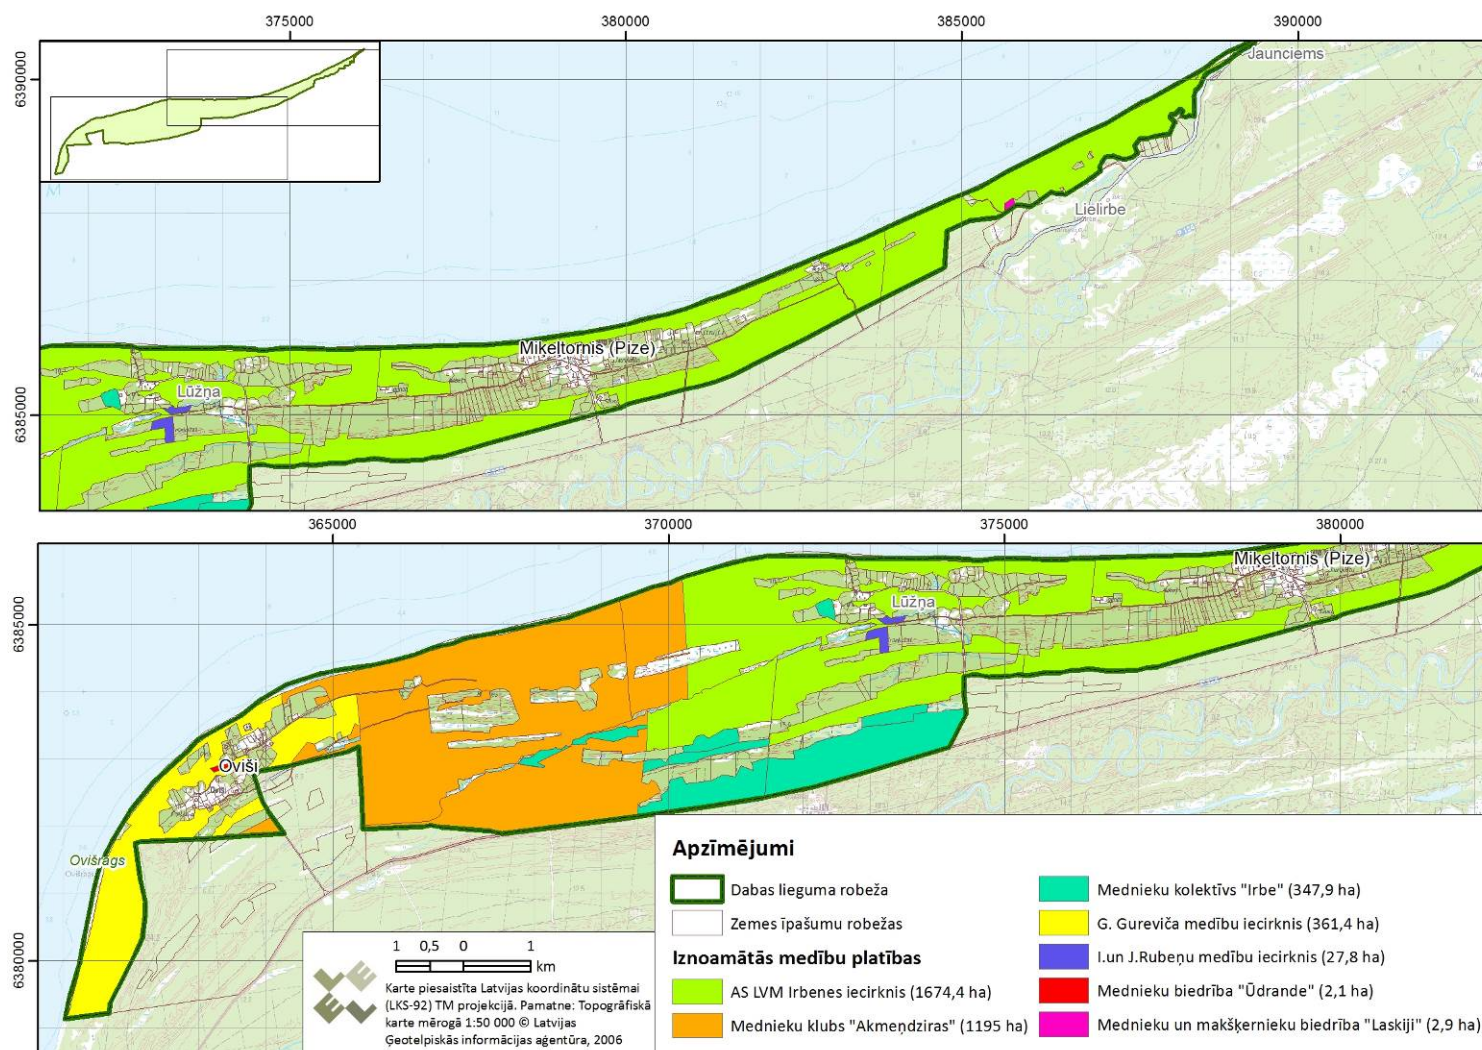 375000 380000 385000 390000
6390000
Jaunciems
Lielirbe
Miķeļtornis (Pize)
Lūžņa
6385000
365000 370000 375000 380000
Miķeļtornis (Pize)
Lūžņa
6385000
Oviši
Ovišrags
6380000
1 0,5 0 1
km
Karte piesaistīta Latvijas koordinātu sistēmai
(LKS-92) TM projekcijā. Pamatne: Topogrāfiskā
karte mērogā 1:50 000 © Latvijas
Ģeotelpiskās informācijas aģentūra, 2006
Apzīmējumi
Dabas lieguma robeža
Zemes īpašumu robežas
Iznoamātās medību platības
AS LVM Irbenes iecirknis (1674,4 ha)
Mednieku klubs "Akmeņdziras" (1195 ha)
Mednieku kolektīvs "Irbe" (347,9 ha)
G. Gureviča medību iecirknis (361,4 ha)
I.un J.Rubeņu medību iecirknis (27,8 ha)
Mednieku biedrība "Ūdrande" (2,1 ha)
Mednieku un makšķernieku biedrība "Laskiji" (2,9 ha)